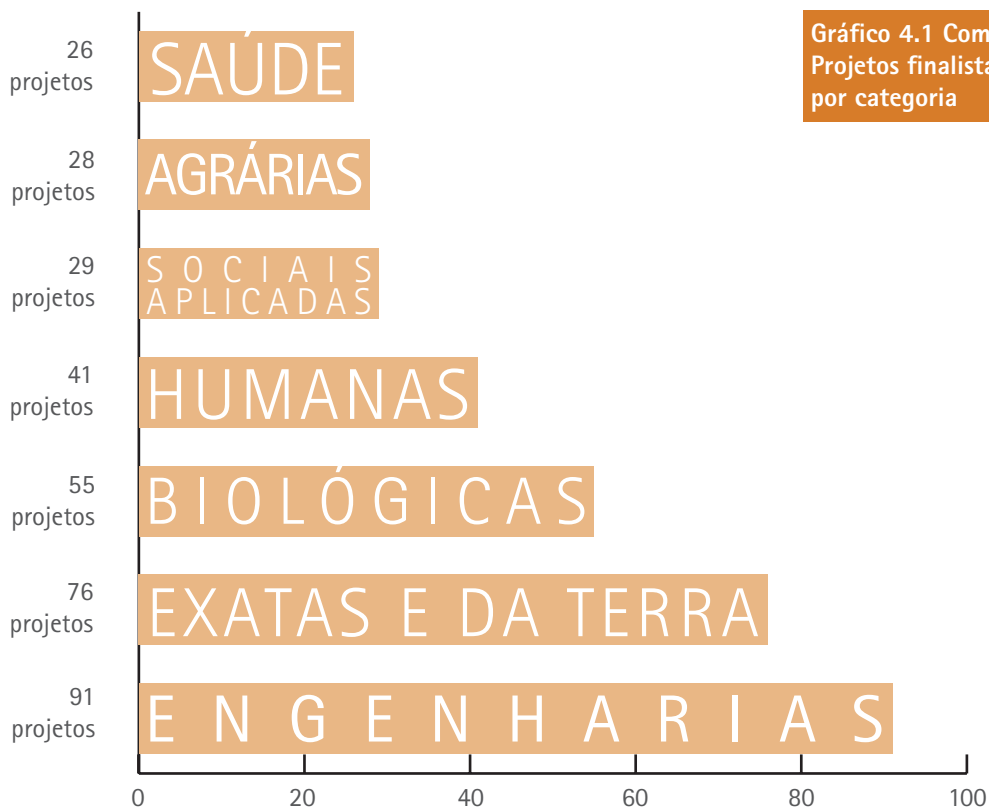 Gráfico 4.1 Com
Projetos finalista
por categoria
26
projetos
SAÚDE
28
projetos
AGRÁRIAS
29
projetos
SOCIAIS
APLICADAS
41
projetos
HUMANAS
55
projetos
BIOLÓGICAS
76
projetos
EXATAS E DA TERRA
91
projetos
ENGENHARIAS
0 20 40 60 80 100